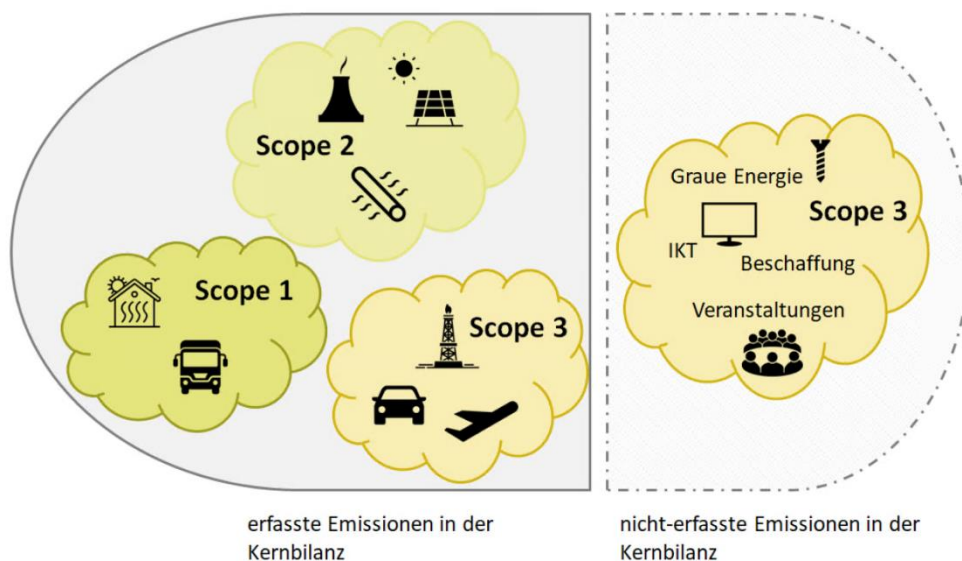 Scope 2
Scope 1
Scope 3
Graue Energie
Scope 3
IKT
Beschaffung
Veranstaltungen
erfasste Emissionen in der
Kernbilanz
nicht-erfasste Emissionen in der
Kernbilanz